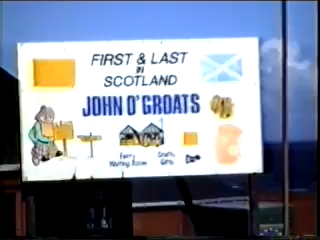 FIRST & LAST
IN
SCOTLAND
JOHN O'GROATS
Ferry
Waiting Room
Crafts
Gifts